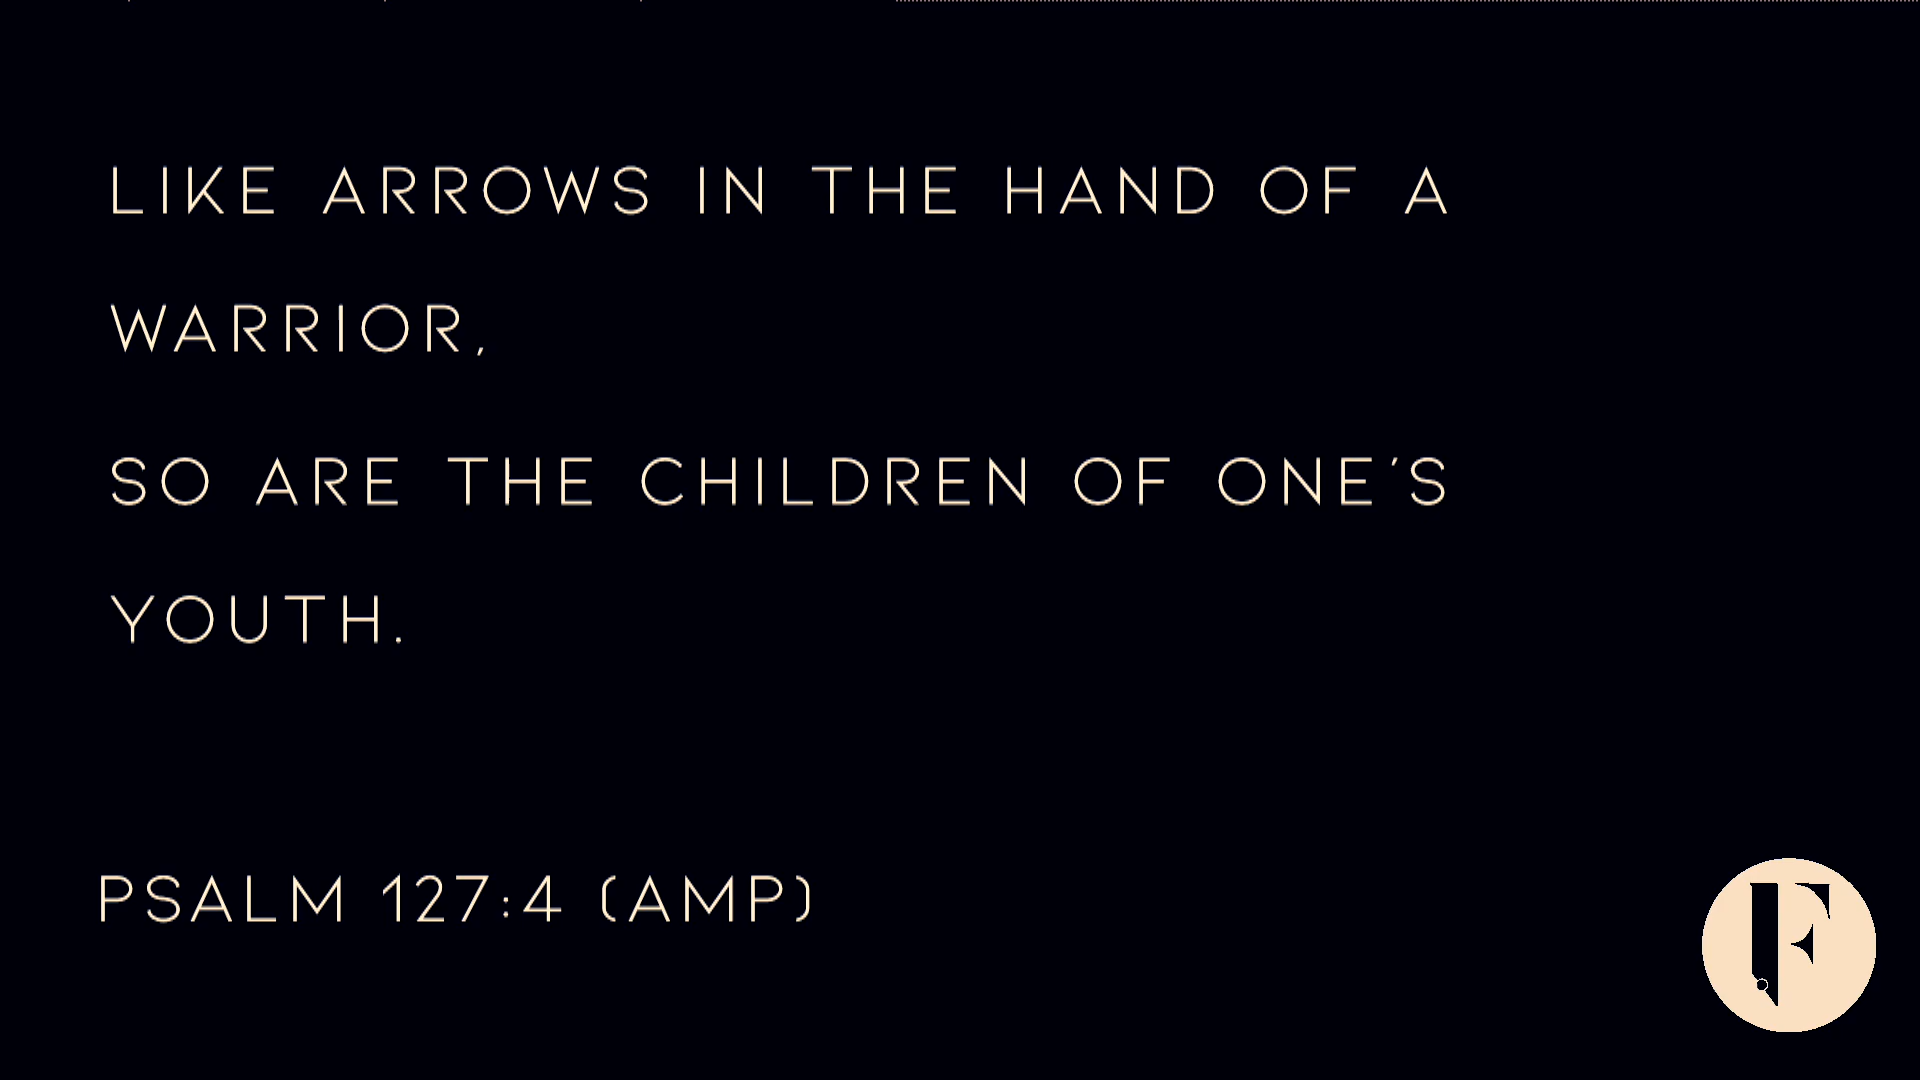 LIKE ARROWS IN THE HAND OF A
WARRIOR,
SO ARE THE CHILDREN OF ONE'S
YOUTH.
PSALM 127:4 (AMP)
F